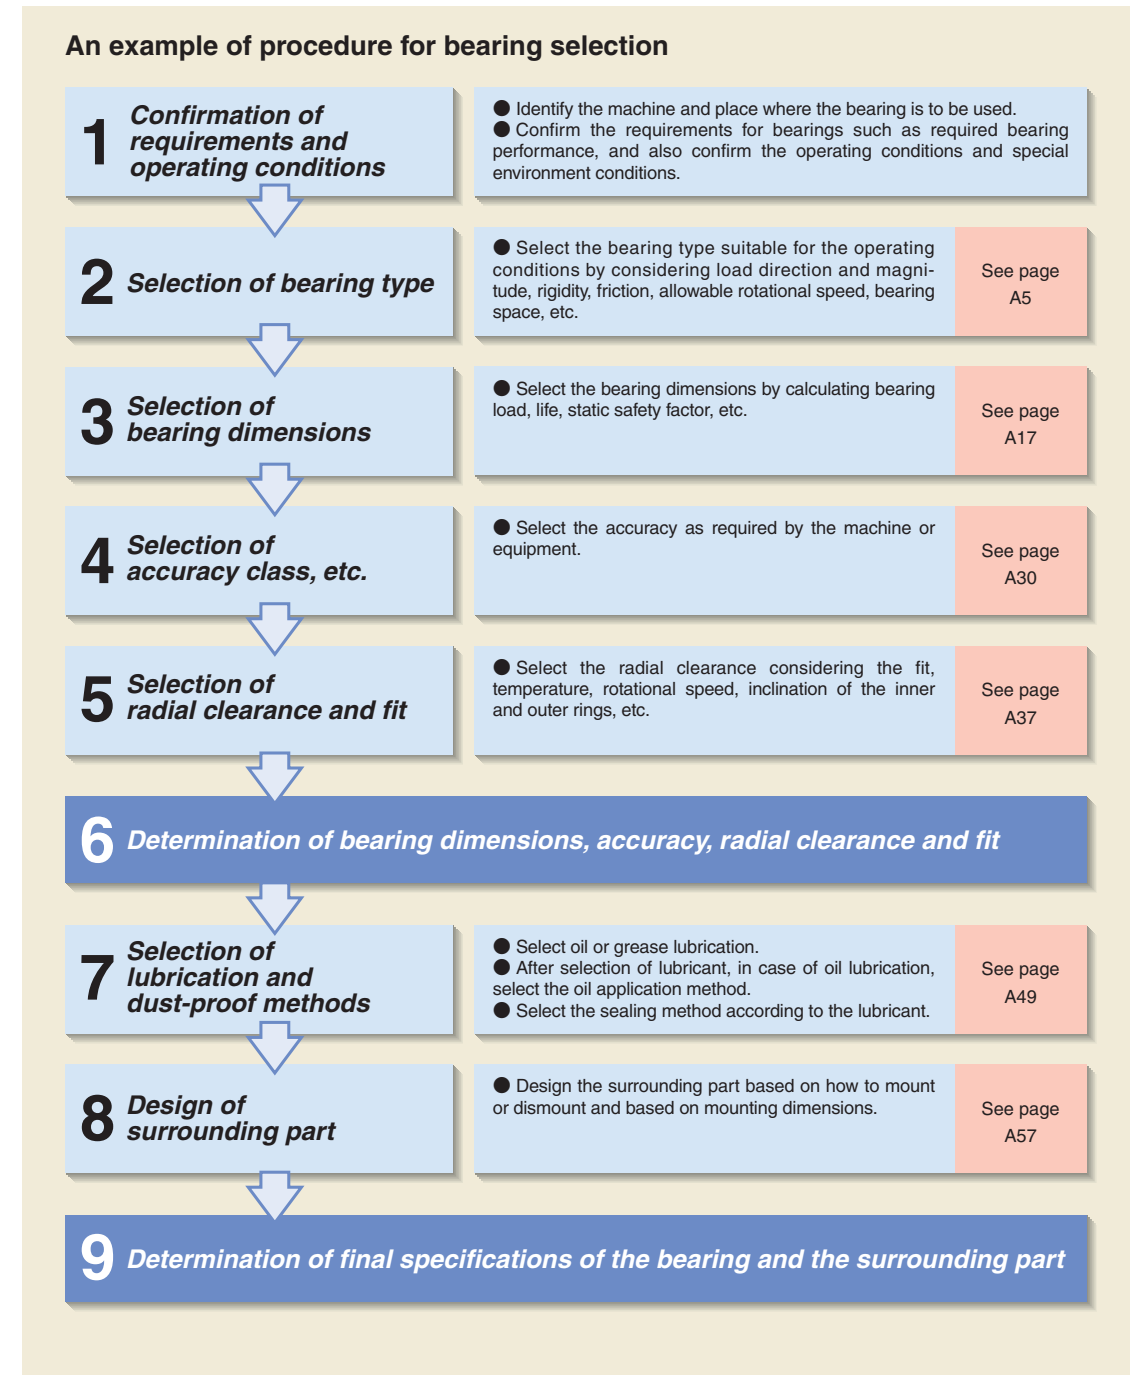 An example of procedure for bearing selection
1
Confirmation of
requirements and
operating conditions
● Identify the machine and place where the bearing is to be used.
● Confirm the requirements for bearings such as required bearing
performance, and also confirm the operating conditions and special
environment conditions.
2
Selection of bearing type
● Select the bearing type suitable for the operating
conditions by considering load direction and magni-
tude, rigidity, friction, allowable rotational speed, bearing
space, etc.
See page
A5
3
Selection of
bearing dimensions
● Select the bearing dimensions by calculating bearing
load, life, static safety factor, etc.
See page
A17
4
Selection of
accuracy class, etc.
● Select the accuracy as required by the machine or
equipment.
See page
A30
5
Selection of
radial clearance and fit
● Select the radial clearance considering the fit,
temperature, rotational speed, inclination of the inner
and outer rings, etc.
See page
A37
6
Determination of bearing dimensions, accuracy, radial clearance and fit
7
Selection of
lubrication and
dust-proof methods
● Select oil or grease lubrication.
● After selection of lubricant, in case of oil lubrication,
select the oil application method.
● Select the sealing method according to the lubricant.
See page
A49
8
Design of
surrounding part
● Design the surrounding part based on how to mount
or dismount and based on mounting dimensions.
See page
A57
9
Determination of final specifications of the bearing and the surrounding part